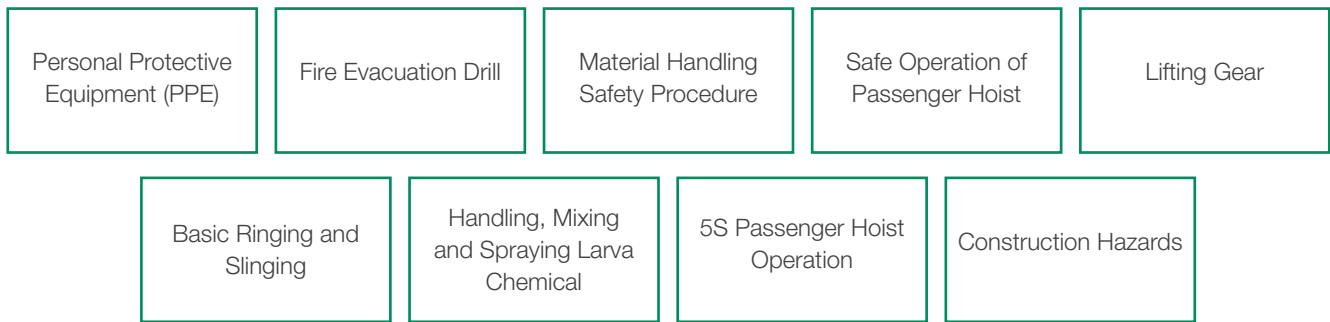 Personal Protective
Equipment (PPE)
Fire Evacuation Drill
Material Handling
Safety Procedure
Safe Operation of
Passenger Hoist
Lifting Gear
Basic Ringing and
Slinging
Handling, Mixing
and Spraying Larva
Chemical
5S Passenger Hoist
Operation
Construction Hazards